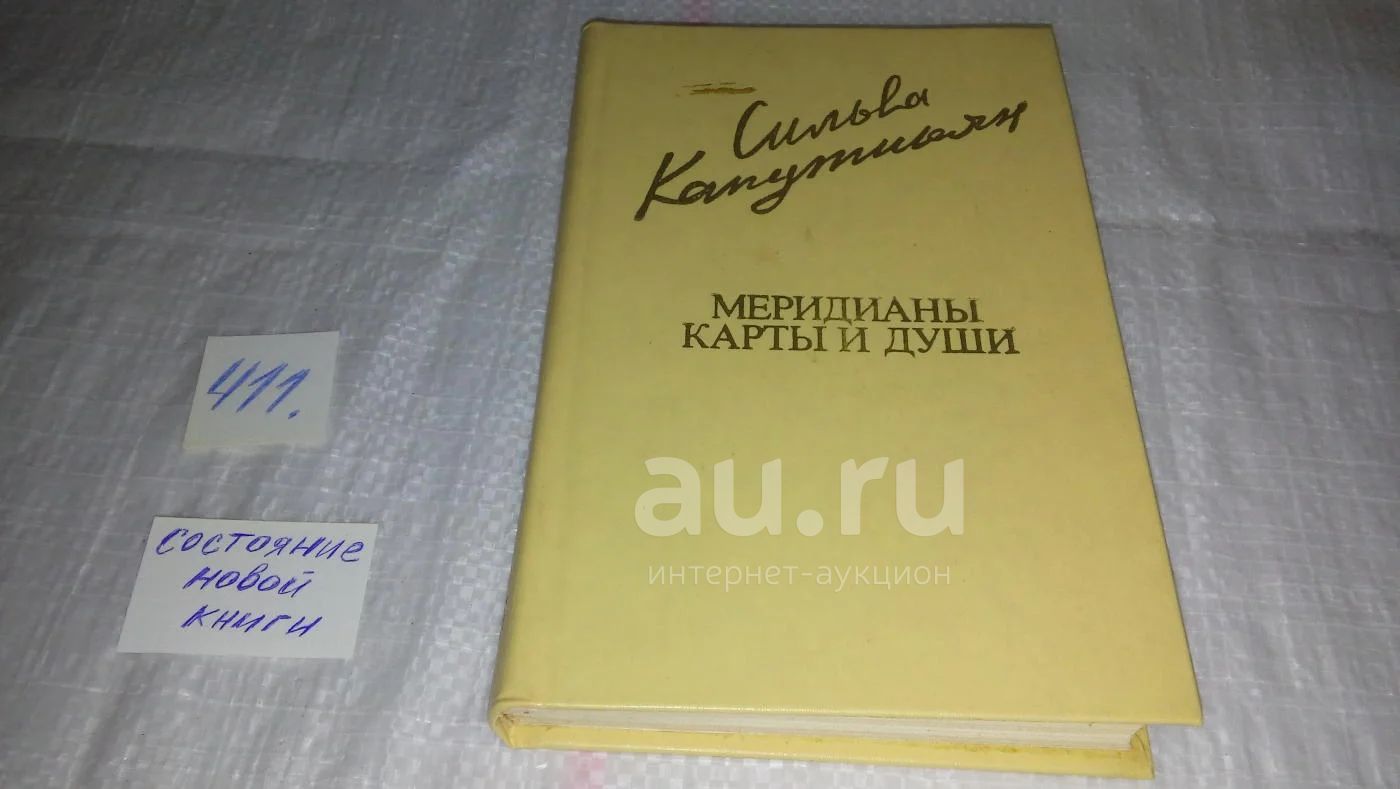 Сильва
Капутикян
МЕРИДИАНЫ
КАРТЫ И ДУШИ
411.
состояние
новой
книги
au.ru
интернет-аукцион